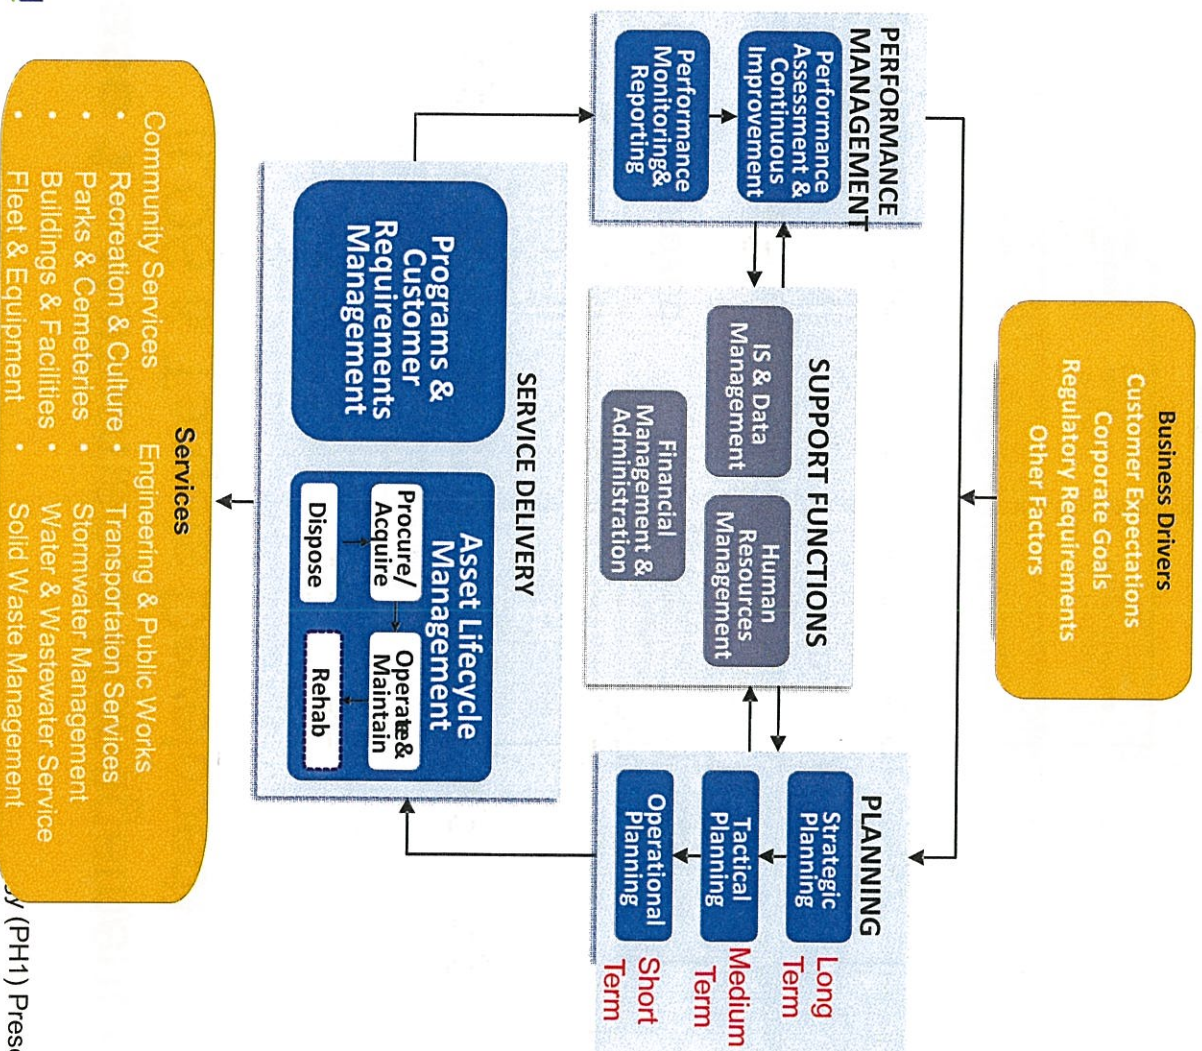 Business Drivers
Customer Expectations
Corporate Goals
Regulatory Requirements
Other Factors
PERFORMANCE
MANAGEMENT
Performance
Assessment &
Continuous
Improvement
Performance
Monitoring&
Reporting
SUPPORT FUNCTIONS
IS & Data
Management
Human
Resources
Management
Financial
Management &
Administration
PLANNING
Strategic
Planning
Long
Term
Tactical
Planning
Medium
Term
Operational
Planning
Short
Term
SERVICE DELIVERY
Programs &
Customer
Requirements
Management
Asset Lifecycle
Management
Procure/
Acquire
Operate&
Maintain
Dispose
Rehab
Services
Community Services
• Recreation & Culture
• Parks & Cemeteries
• Buildings & Facilities
• Fleet & Equipment
Engineering & Public Works
• Transportation Services
• Stormwater Management
• Water & Wastewater Service
• Solid Waste Management
(PH1)